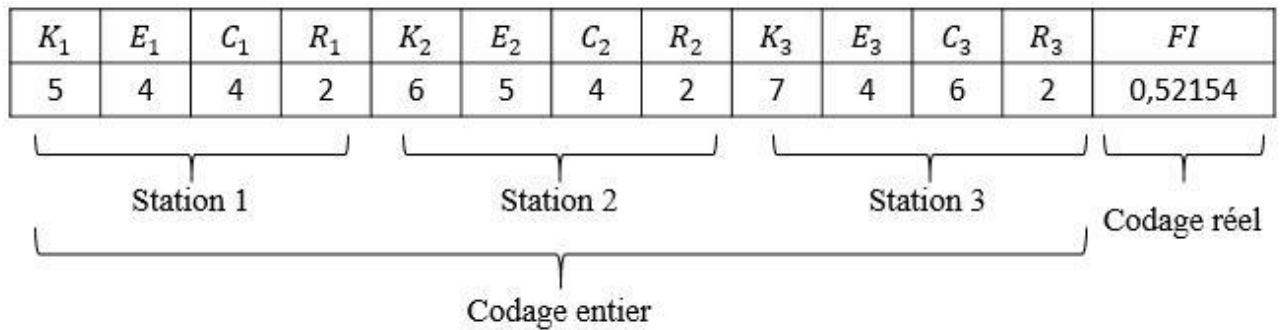 K₁ E₁ C₁ R₁ K₂ E₂ C₂ R₂ K₃ E₃ C₃ R₃ FI
5 4 4 2 6 5 4 2 7 4 6 2 0,52154
Station 1 Station 2 Station 3 Codage réel
Codage entier